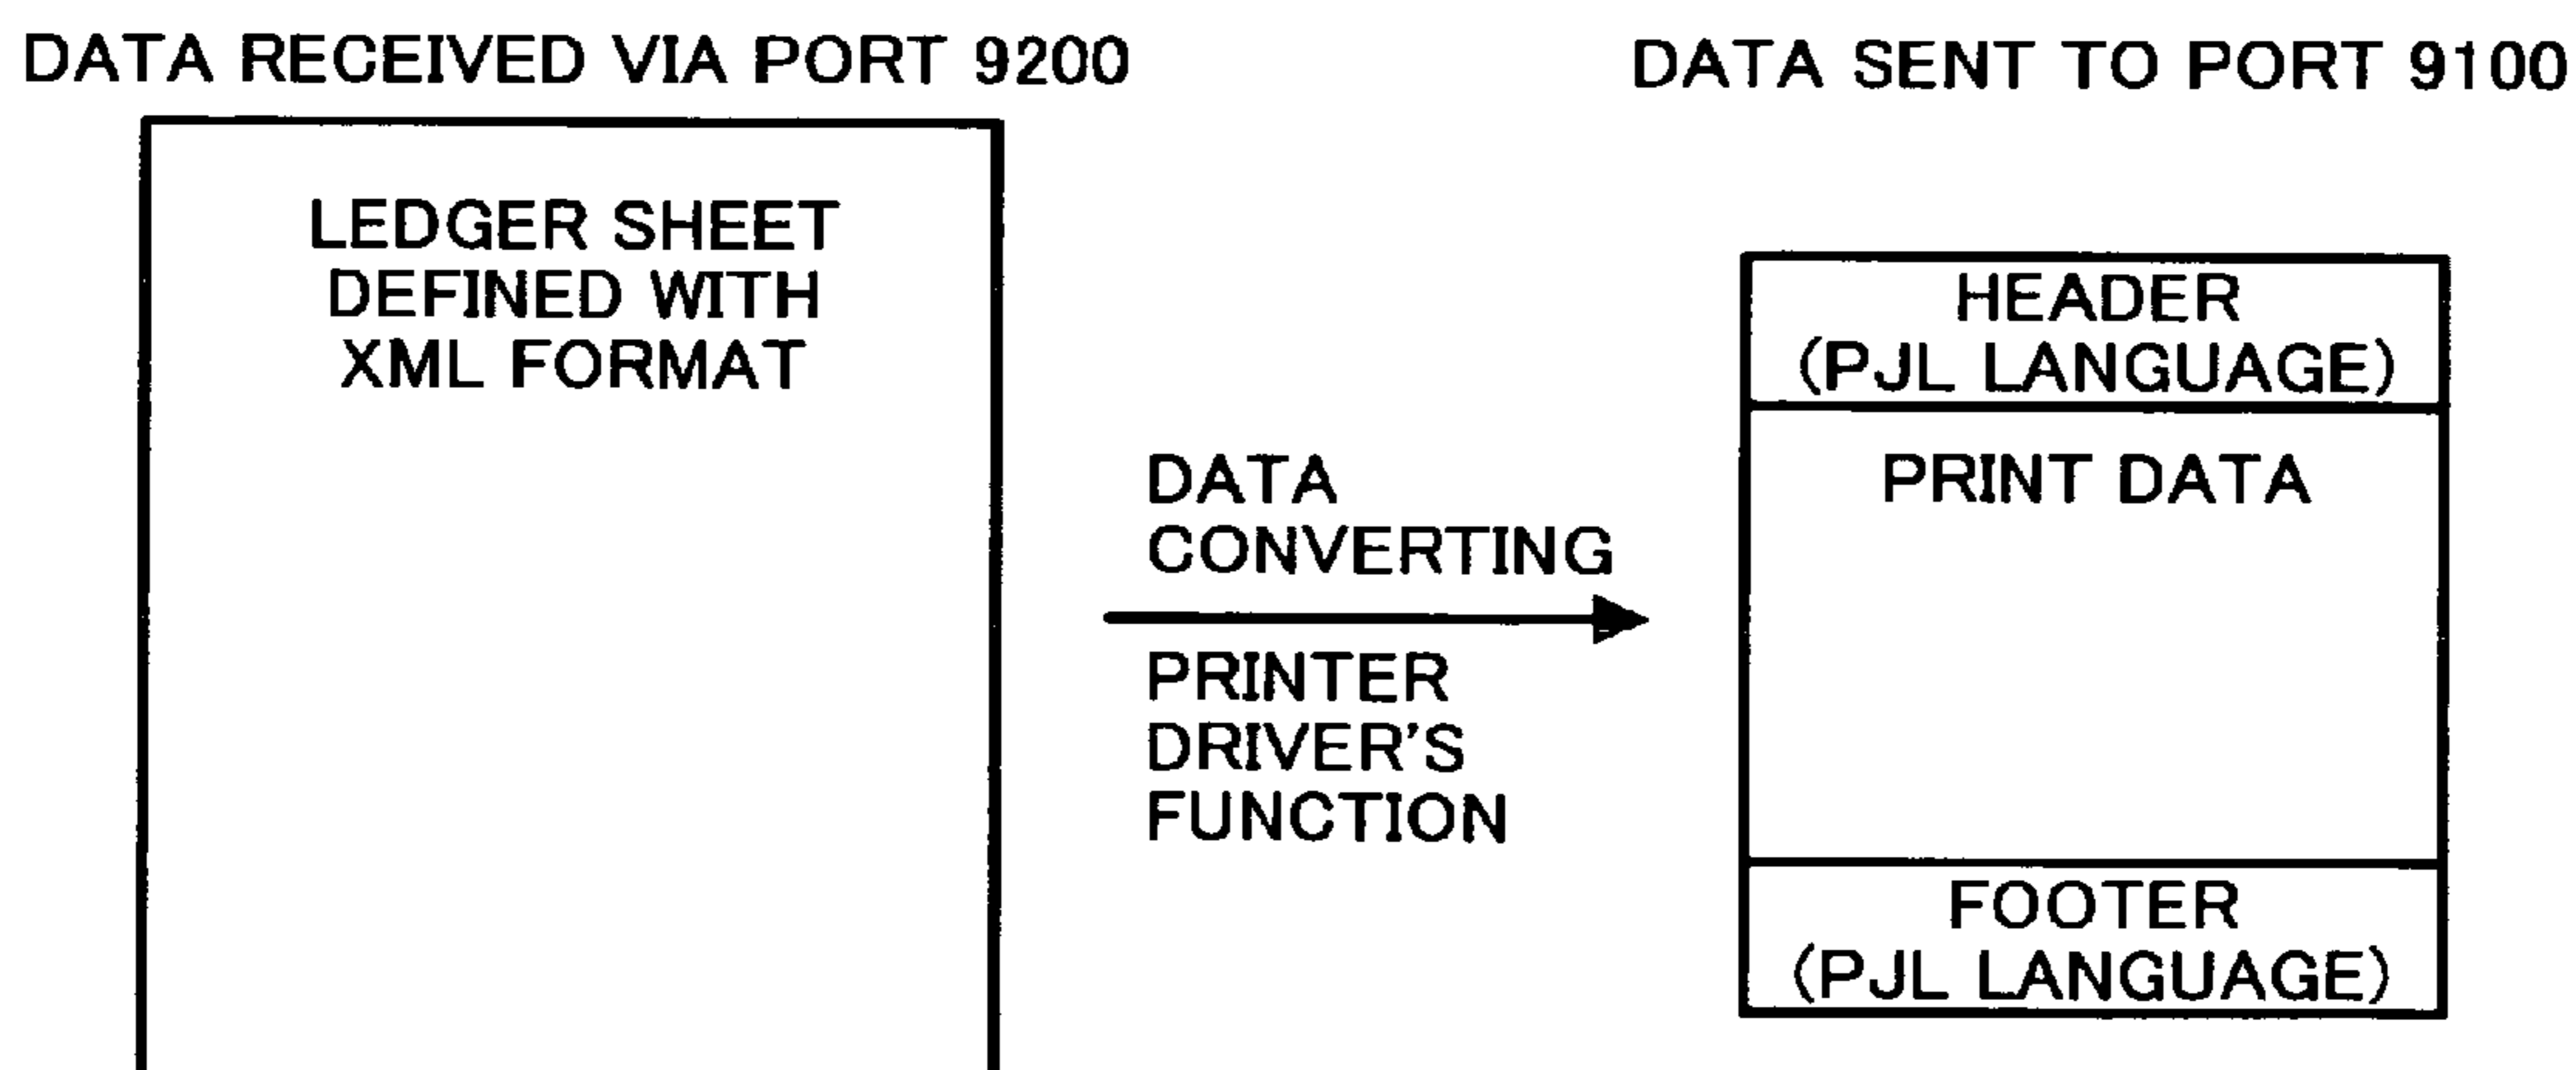 DATA RECEIVED VIA PORT 9200
LEDGER SHEET
DEFINED WITH
XML FORMAT
DATA
CONVERTING
PRINTER
DRIVER'S
FUNCTION
DATA SENT TO PORT 9100
HEADER
(PJL LANGUAGE)
PRINT DATA
FOOTER
(PJL LANGUAGE)